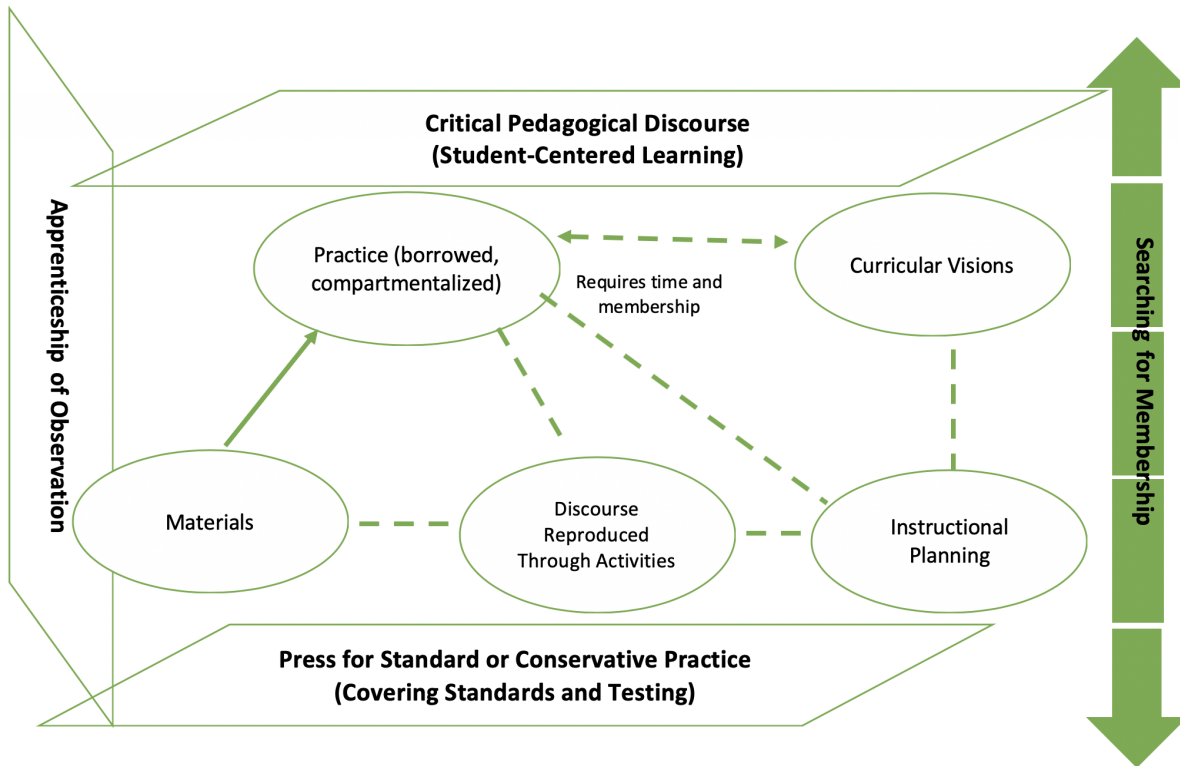 Critical Pedagogical Discourse
(Student-Centered Learning)
Apprenticeship of Observation
Practice (borrowed,
compartmentalized)
Curricular Visions
Requires time and
membership
Searching for Membership
Materials
Discourse
Reproduced
Through Activities
Instructional
Planning
Press for Standard or Conservative Practice
(Covering Standards and Testing)